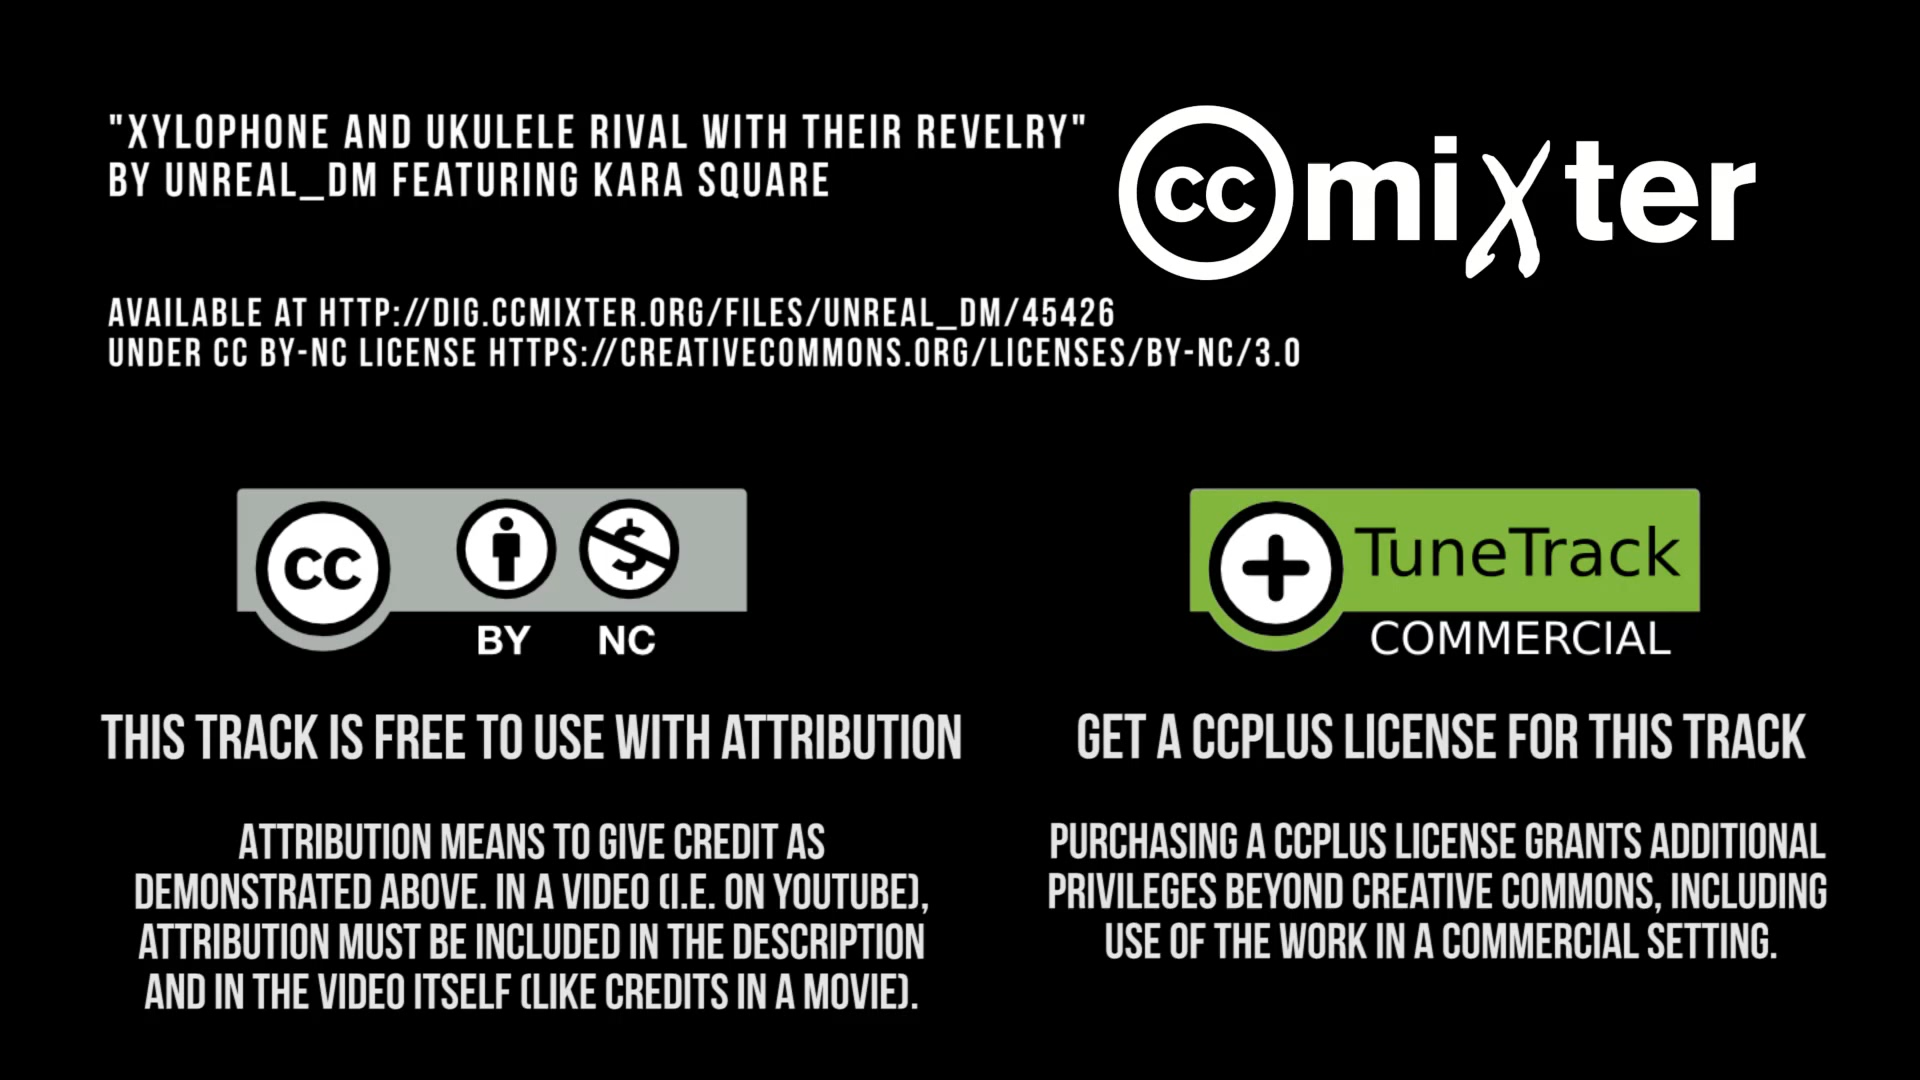 "XYLOPHONE AND UKULELE RIVAL WITH THEIR REVELRY"
BY UNREAL_DM FEATURING KARA SQUARE
cc mixter
AVAILABLE AT HTTP://DIG.CCMIXTER.ORG/FILES/UNREAL_DM/45426
UNDER CC BY-NC LICENSE HTTPS://CREATIVECOMMONS.ORG/LICENSES/BY-NC/3.0
cc $
BY NC
+ TuneTrack
COMMERCIAL
THIS TRACK IS FREE TO USE WITH ATTRIBUTION
ATTRIBUTION MEANS TO GIVE CREDIT AS
DEMONSTRATED ABOVE. IN A VIDEO (I.E. ON YOUTUBE),
ATTRIBUTION MUST BE INCLUDED IN THE DESCRIPTION
AND IN THE VIDEO ITSELF (LIKE CREDITS IN A MOVIE).
GET A CCPLUS LICENSE FOR THIS TRACK
PURCHASING A CCPLUS LICENSE GRANTS ADDITIONAL
PRIVILEGES BEYOND CREATIVE COMMONS, INCLUDING
USE OF THE WORK IN A COMMERCIAL SETTING.